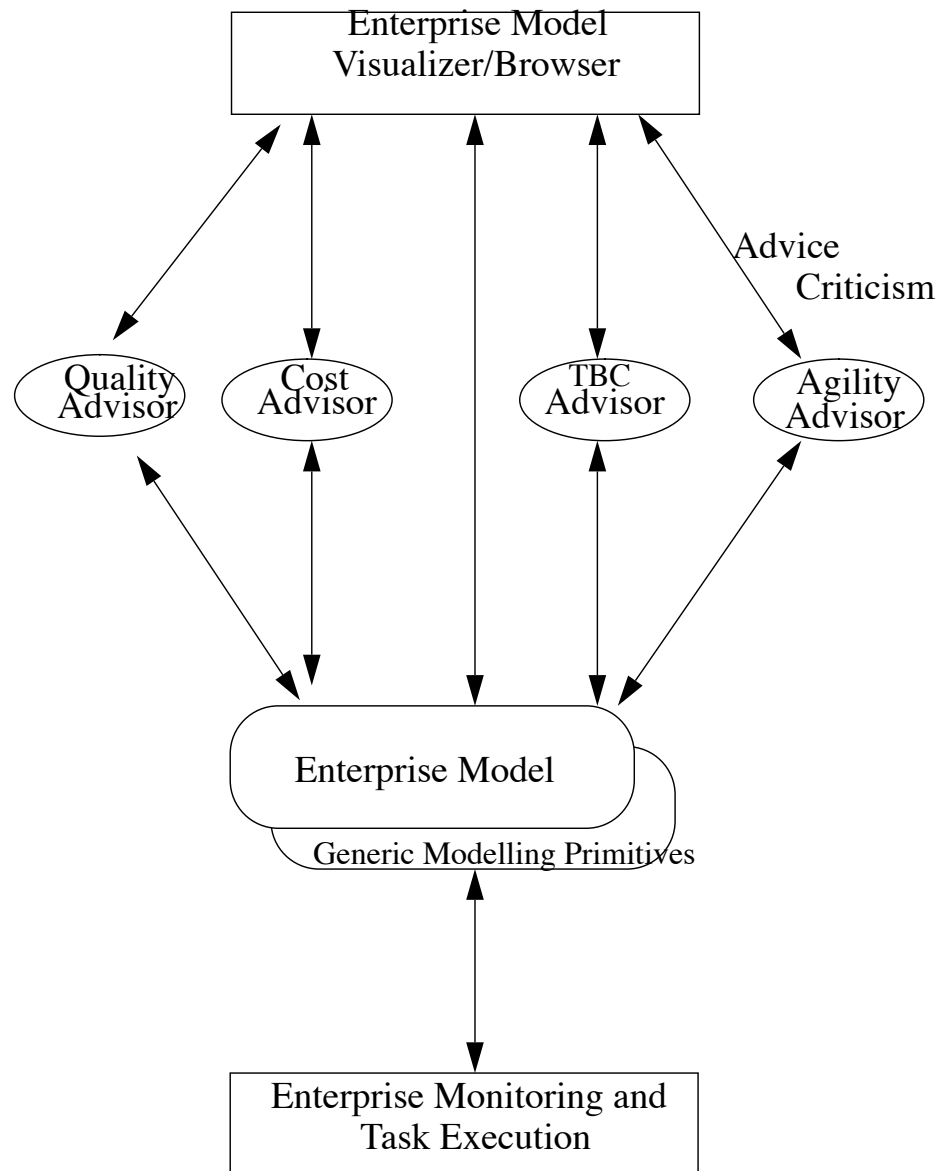 Enterprise Model
Visualizer/Browser
Advice
Criticism
Quality
Advisor
Cost
Advisor
TBC
Advisor
Agility
Advisor
Enterprise Model
Generic Modelling Primitives
Enterprise Monitoring and
Task Execution